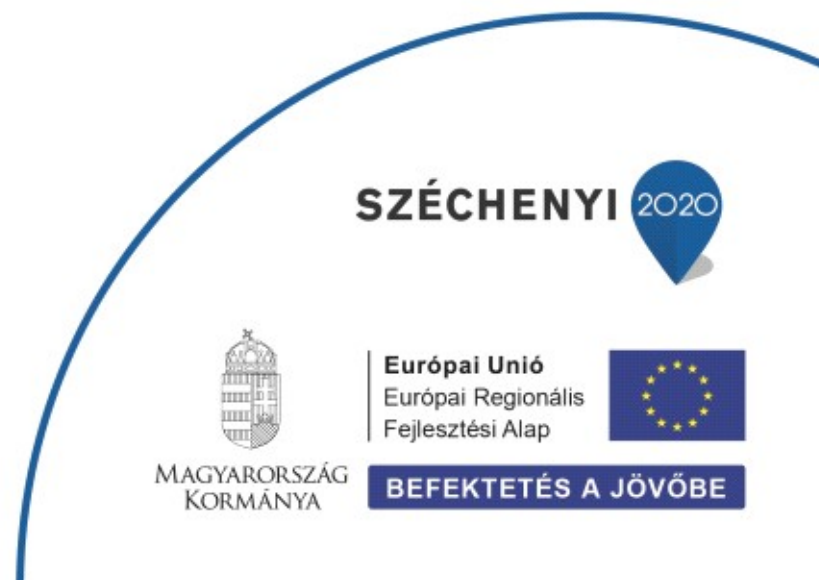 SZÉCHENYI 2020
Európai Unió
Európai Regionális
Fejlesztési Alap
MAGYARORSZÁG
KORMÁNYA
BEFEKTETÉS A JÖVŐBE